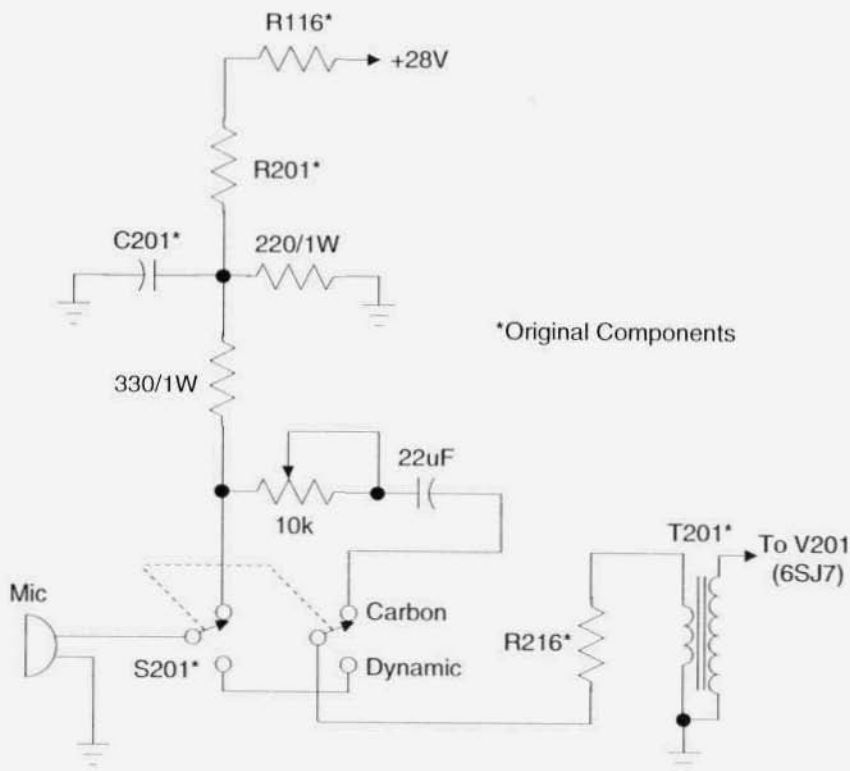 R116*
+28V
R201*
C201*
220/1W
*Original Components
330/1W
22uF
10k
T201*
To V201
(6SJ7)
Mic
Carbon
R216*
S201*
Dynamic